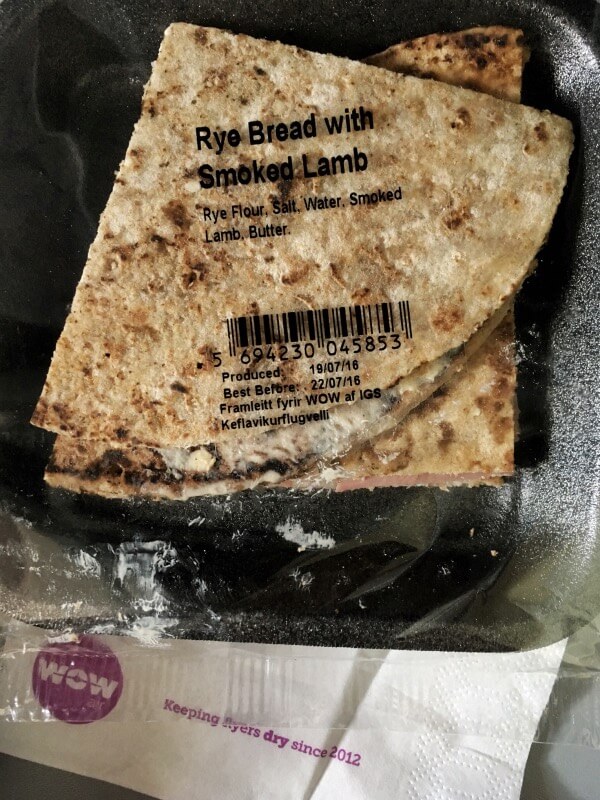 Rye Bread with
Smoked Lamb
Rye Flour, Salt, Water, Smoked
Lamb, Butter.
5 694230 045853
Produced: 19/07/16
Best Before: 22/07/16
Framleitt fyrir WOW af IGS
Keflavikurflugvelli
WOW
Keeping flyers dry since 2012